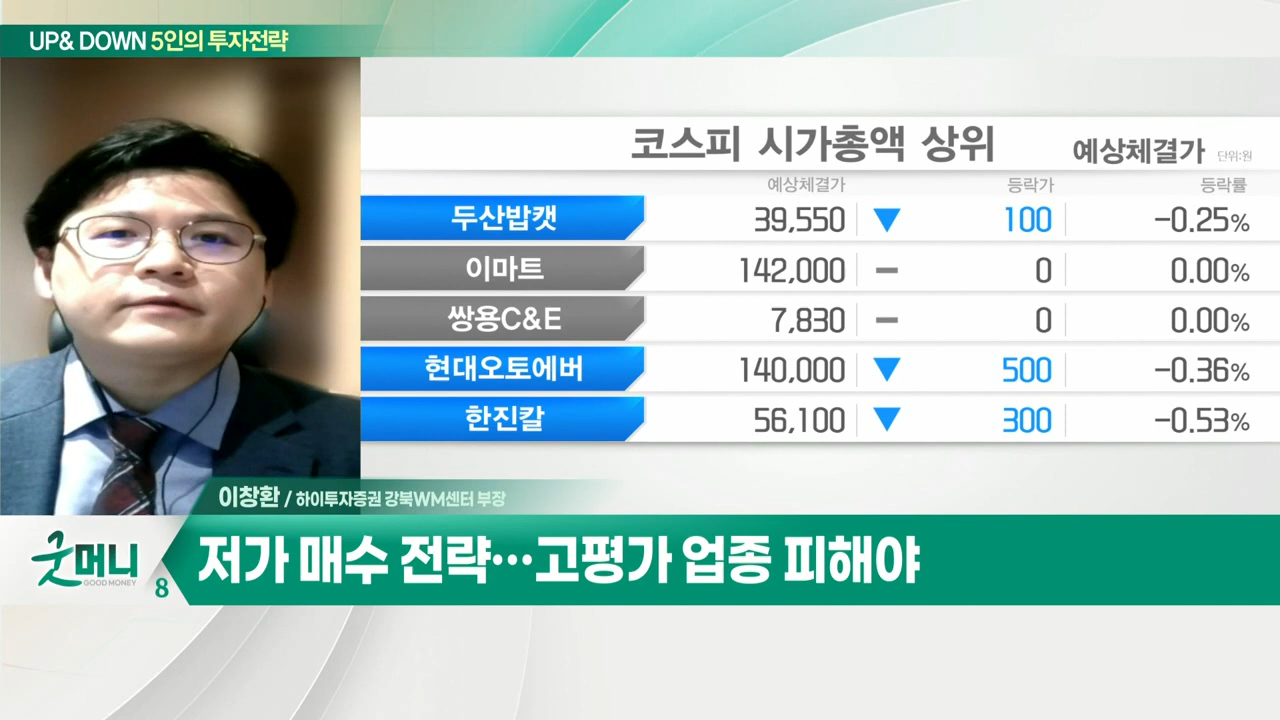 UP& DOWN 5인의 투자전략
코스피 시가총액 상위 예상체결가 단위:원
예상체결가 등락가 등락률
두산밥캣 39,550 ▼ 100 -0.25%
이마트 142,000 - 0 0.00%
쌍용C&E 7,830 - 0 0.00%
현대오토에버 140,000 ▼ 500 -0.36%
한진칼 56,100 ▼ 300 -0.53%
이창환 / 하이투자증권 강북WM센터 부장
굿머니
GOOD MONEY
8
저가 매수 전략…고평가 업종 피해야